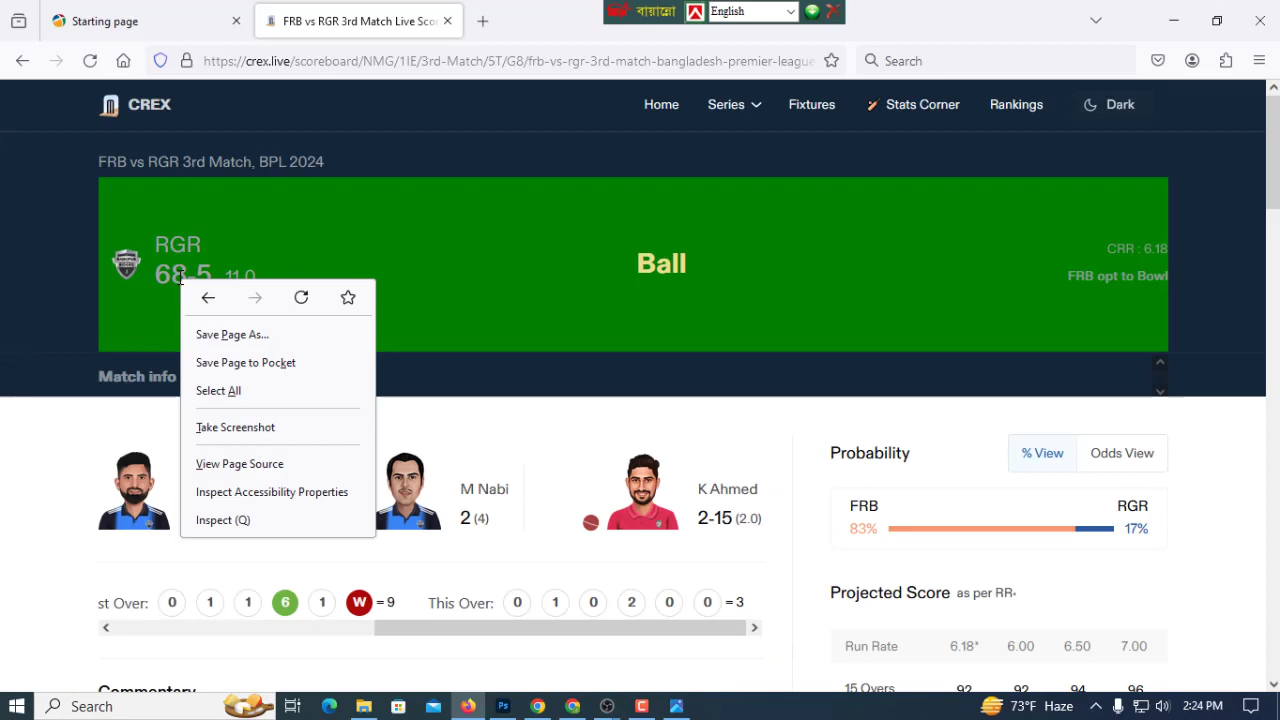 Starting page
FRB vs RGR 3rd Match Live Scor
বায়ান্নো
English
https://crex.live/scoreboard/NMG/1IE/3rd-Match/5T/G8/frb-vs-rgr-3rd-match-bangladesh-premier-league
Search
CREX
Home
Series
Fixtures
Stats Corner
Rankings
Dark
FRB vs RGR 3rd Match, BPL 2024
RGR
68-5 11.0
Ball
CRR : 6.18
FRB opt to Bowl
Save Page As...
Save Page to Pocket
Select All
Take Screenshot
View Page Source
Inspect Accessibility Properties
Inspect (Q)
Match info
M Nabi
2 (4)
K Ahmed
2-15 (2.0)
Probability
% View
Odds View
FRB
RGR
83%
17%
st Over: 0 1 1 6 1 W = 9 This Over: 0 1 0 2 0 0 = 3
Projected Score as per RR*
Run Rate 6.18* 6.00 6.50 7.00
15 Overs 92 92 94 96
Commentary
Search
73°F Haze
2:24 PM